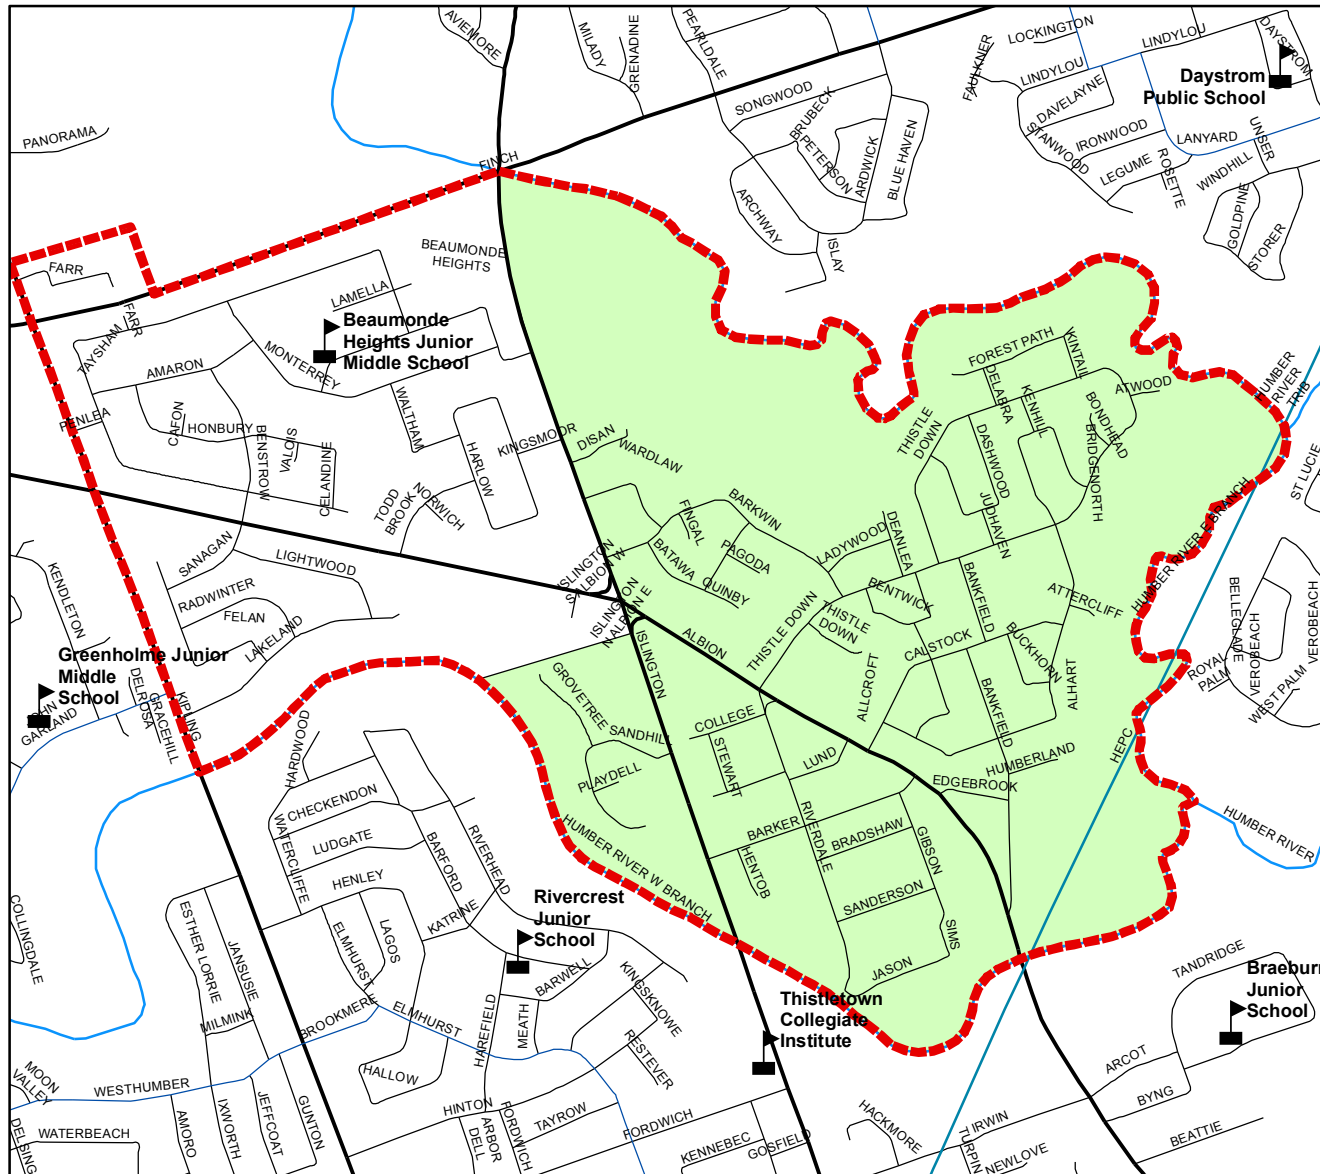 AVIEMORE
MILADY
GRENADINE
PEARLDALE
FAULKNER
LOCKINGTON
LINDYLOU
LINDYLOU
DAYSTROM
Daystrom
Public School
PANORAMA
FINCH
SONGWOOD
BRUBECK
PETERSON
ARDWICK
BLUE HAVEN
DAVELAYNE
STANWOOD
IRONWOOD
LANYARD
UNSER
LEGUME
ROSETTE
WINDHILL
GOLDPINE
STORER
ARCHWAY
ISLAY
BEAUMONDE
HEIGHTS
FARR
FARR
LAMELLA
Beaumonde
Heights Junior
Middle School
TAYSHAM
AMARON
MONTERREY
WALTHAM
PENLEA
CAFON
HONBURY
BENSTROW
VALOIS
CELANDINE
HARLOW
KINGSMOOR
DISAN
WARDLAW
TODD
BROOK
NORWICH
FOREST PATH
KINTAIL
DELABRA
KENHILL
ATWOOD
BONDHEAD
BRIDGENORTH
THISTLE
DOWN
DASHWOOD
JUDHAVEN
HUMBER
RIVER
TRIB
ST LUCIE
HUMBER RIVER E BRANCH
BARKWIN
FINGAL
PAGODA
BATAWA
QUINBY
LADYWOOD
DEANLEA
BENTWICK
BANKFIELD
ATTERCLIFF
SANAGAN
LIGHTWOOD
RADWINTER
FELAN
LAKELAND
KENDLETON
ISLINGTON
S ALBION W
ISLINGTON
N ALBION E
ISLINGTON
ALBION
THISTLE DOWN
THISTLE
DOWN
CALSTOCK
BUCKHORN
ALHART
ALLCROFT
BANKFIELD
BELLEGLADE
VEROBEACH
VEROBEACH
ROYAL
PALM
WEST PALM
Greenholme Junior
Middle
School
JOHN
GARLAND
DELROSA
GRACEHILL
KIPLING
HARDWOOD
GROVETREE
SANDHILL
PLAYDELL
COLLEGE
STEWART
LUND
HUMBERLAND
EDGEBROOK
HEPC
HUMBER RIVER
CHECKENDON
WATERCLIFFE
LUDGATE
HENLEY
BARFORD
RIVERHEAD
HUMBER RIVER W BRANCH
BARKER
HENTOB
RIVERDALE
BRADSHAW
GIBSON
SANDERSON
SIMS
JASON
COLLINGDALE
ESTHER LORRIE
JANSUSIE
MILMINK
ELMHURST
LAGOS
KATRINE
Rivercrest
Junior
School
BARWELL
KINGSKNOWE
BROOKMERE
ELMHURST
HAREFIELD
MEATH
RESTEVER
Thistletown
Collegiate
Institute
TANDRIDGE
Braeburn
Junior
School
MOON
VALLEY
WESTHUMBER
HALLOW
HINTON
ARBOR
DELL
FORDWICH
TAYROW
FORDWICH
DELSING
WATERBEACH
AMORO
IXWORTH
JEFFCOAT
GUNTON
KENNEBEC
GOSFIELD
HACKMORE
IRWIN
TURPIN
NEWLOVE
ARCOT
BYNG
BEATTIE